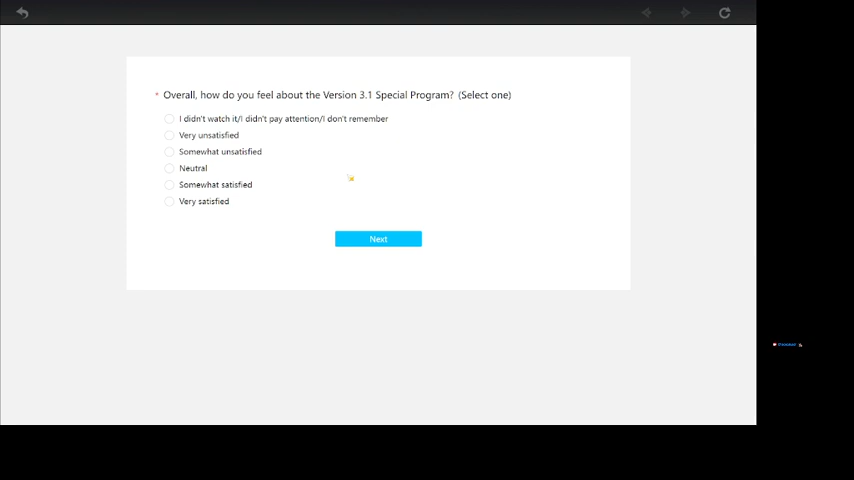 * Overall, how do you feel about the Version 3.1 Special Program? (Select one)
I didn't watch it/I didn't pay attention/I don't remember
Very unsatisfied
Somewhat unsatisfied
Neutral
Somewhat satisfied
Very satisfied
Next